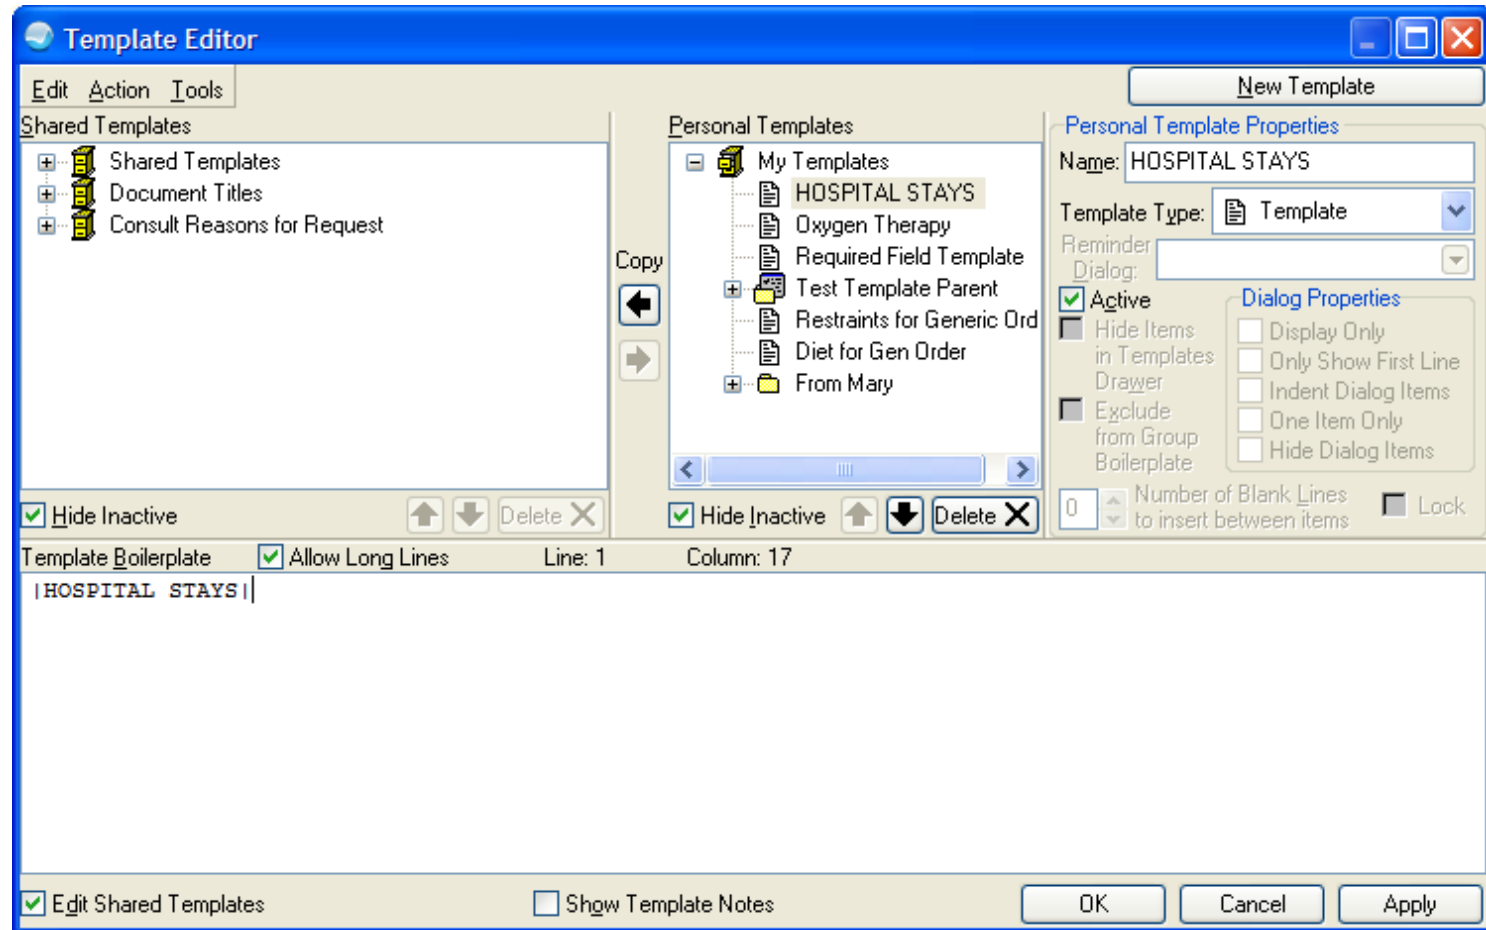 Template Editor
Edit Action Tools
New Template
Shared Templates
Shared Templates
Document Titles
Consult Reasons for Request
Hide Inactive
Delete
Copy
Personal Templates
My Templates
HOSPITAL STAYS
Oxygen Therapy
Required Field Template
Test Template Parent
Restraints for Generic Ord
Diet for Gen Order
From Mary
Hide Inactive
Delete
Personal Template Properties
Name: HOSPITAL STAYS
Template Type: Template
Reminder
Dialog:
Active
Hide Items
in Templates
Drawer
Exclude
from Group
Boilerplate
Dialog Properties
Display Only
Only Show First Line
Indent Dialog Items
One Item Only
Hide Dialog Items
0 Number of Blank Lines
to insert between items
Lock
Template Boilerplate Allow Long Lines Line: 1 Column: 17
|HOSPITAL STAYS|
Edit Shared Templates Show Template Notes OK Cancel Apply